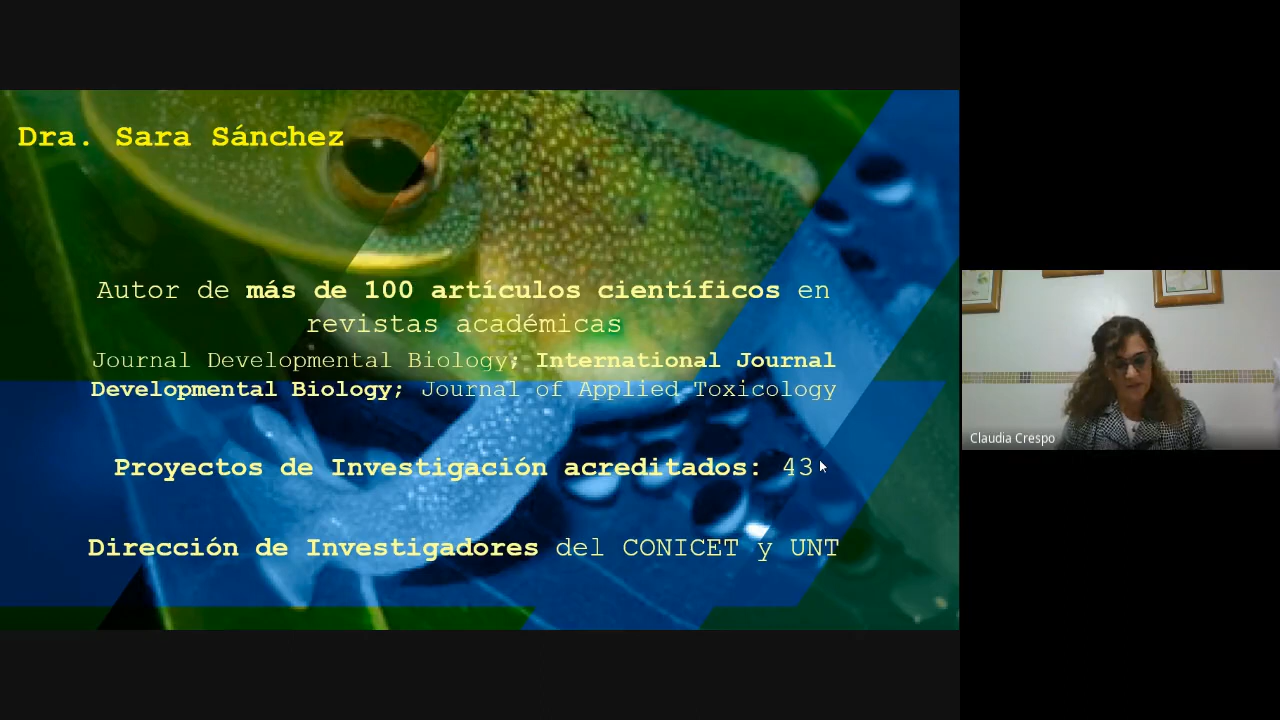 Dra. Sara Sánchez
Autor de más de 100 artículos científicos en
revistas académicas
Journal Developmental Biology; International Journal
Developmental Biology; Journal of Applied Toxicology
Proyectos de Investigación acreditados: 43
Dirección de Investigadores del CONICET y UNT
Claudia Crespo